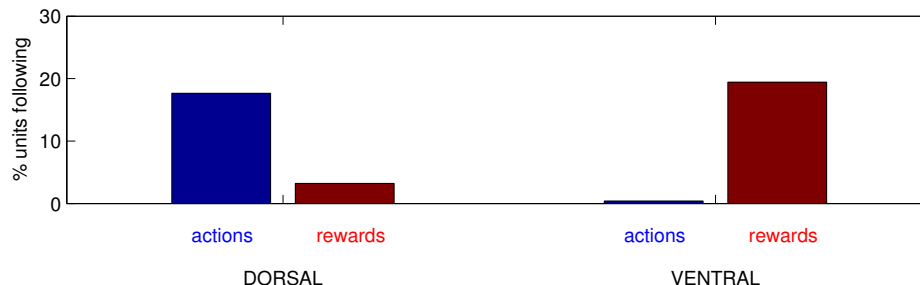 30
20
10
0
% units following
actions rewards actions rewards
DORSAL VENTRAL